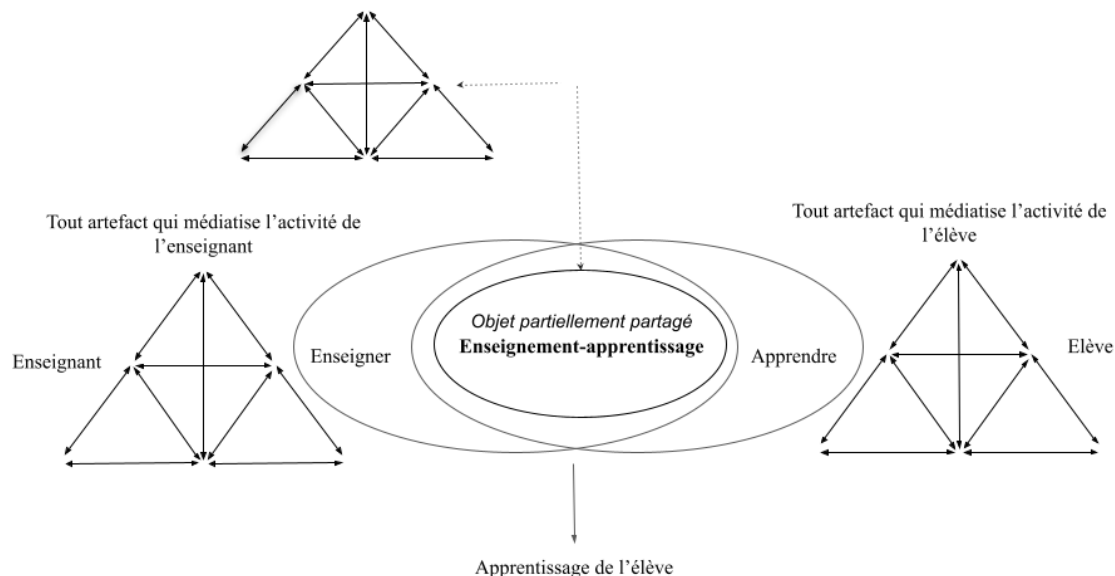 Tout artefact qui médiatise l’activité de
l’enseignant
Tout artefact qui médiatise l’activité de
l’élève
Enseignant
Enseigner
Objet partiellement partagé
Enseignement-apprentissage
Apprendre
Elève
Apprentissage de l’élève